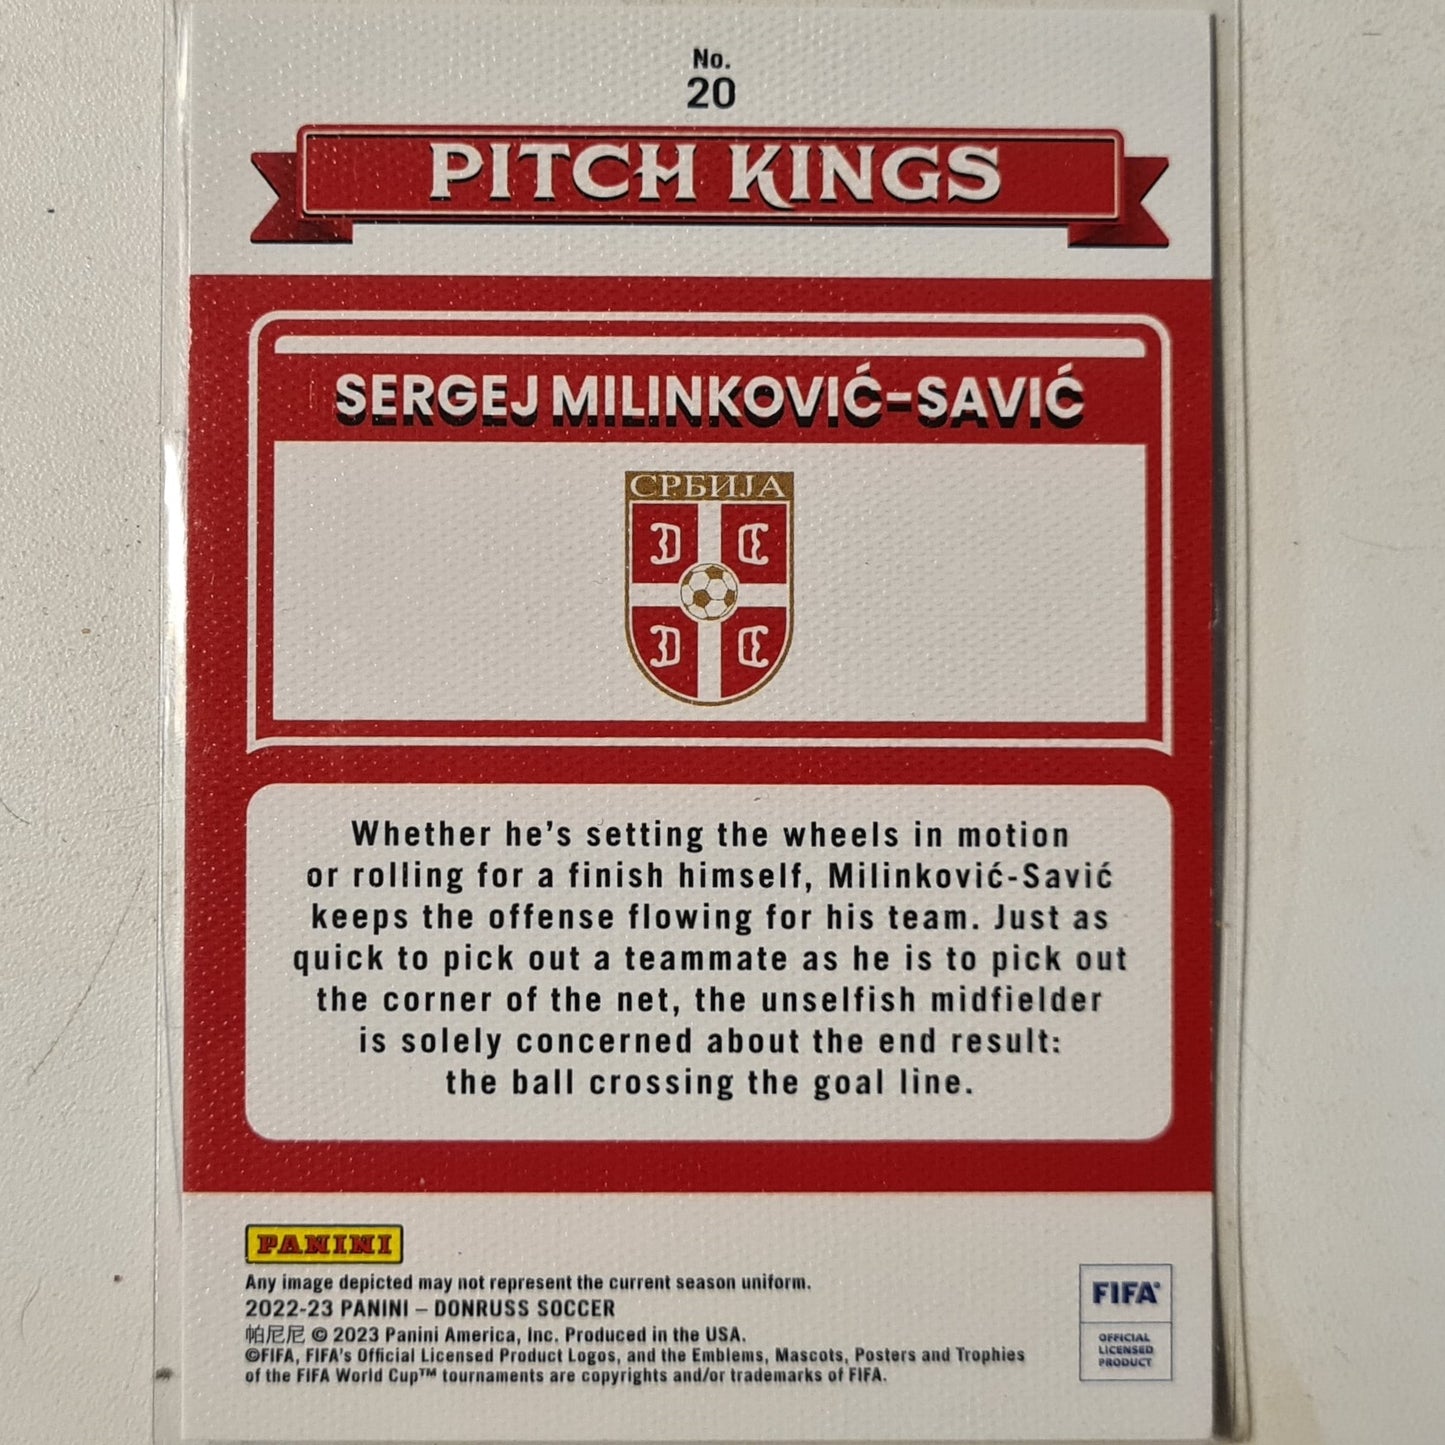 No.
20
PITCH KINGS
SERGEJ MILINKOVIĆ-SAVIĆ
СРБИЈА
Whether he's setting the wheels in motion
or rolling for a finish himself, Milinković-Savić
keeps the offense flowing for his team. Just as
quick to pick out a teammate as he is to pick out
the corner of the net, the unselfish midfielder
is solely concerned about the end result:
the ball crossing the goal line.
PANINI
Any image depicted may not represent the current season uniform.
2022-23 PANINI – DONRUSS SOCCER
帕尼尼 © 2023 Panini America, Inc. Produced in the USA.
©FIFA, FIFA's Official Licensed Product Logos, and the Emblems, Mascots, Posters and Trophies
of the FIFA World Cup™ tournaments are copyrights and/or trademarks of FIFA.
FIFA®
OFFICIAL
LICENSED
PRODUCT